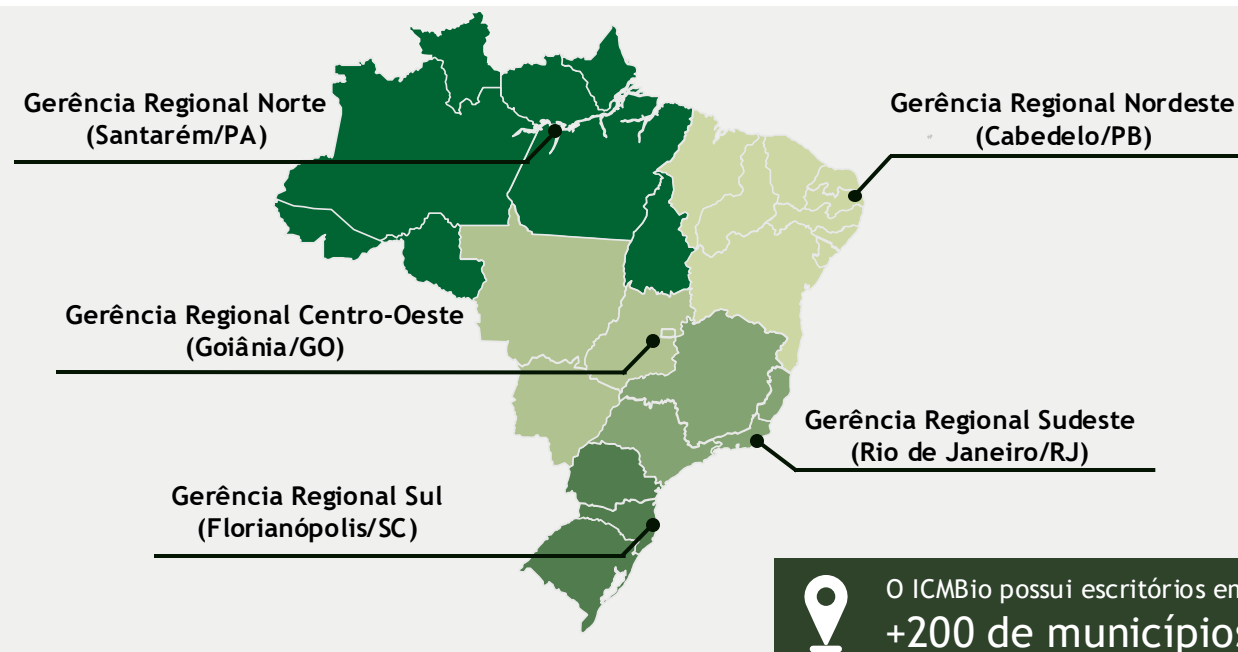 Gerência Regional Norte
(Santarém/PA)
Gerência Regional Nordeste
(Cabedelo/PB)
Gerência Regional Centro-Oeste
(Goiânia/GO)
Gerência Regional Sudeste
(Rio de Janeiro/RJ)
Gerência Regional Sul
(Florianópolis/SC)
O ICMBio possui escritórios em
+200 de municípios